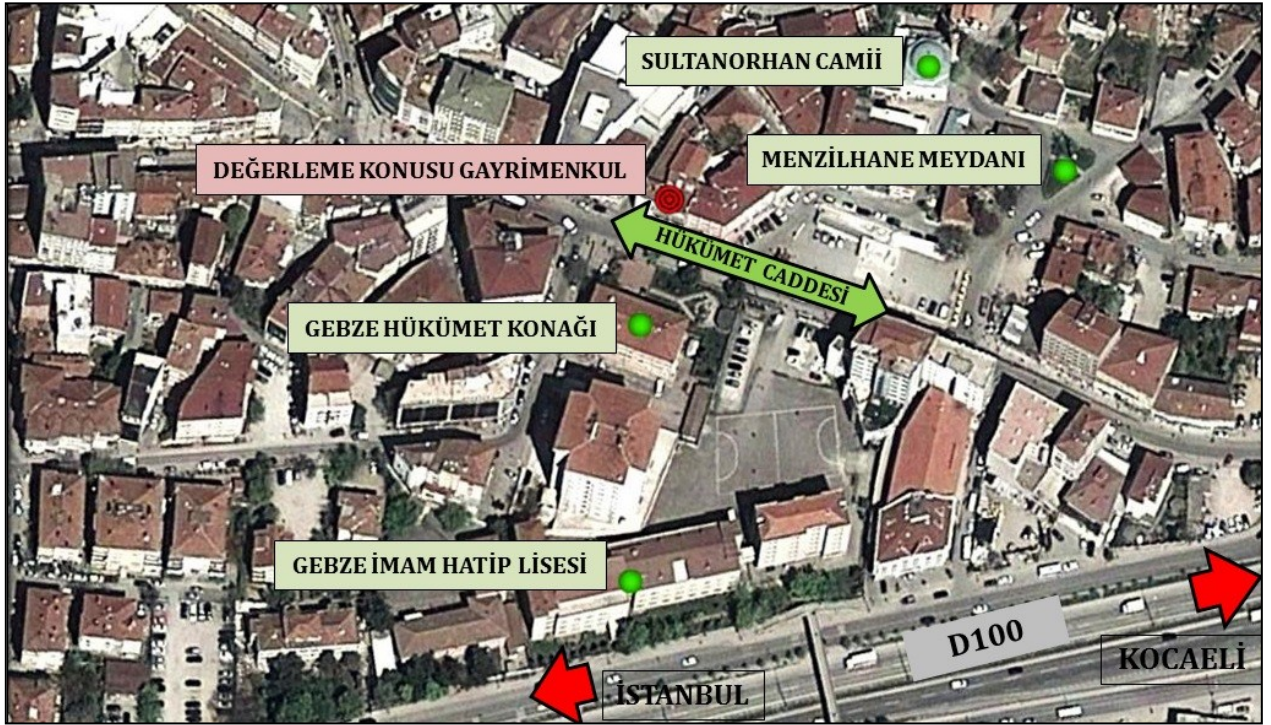 SULTANORHAN CAMİİ
MENZİLHANE MEYDANI
DEĞERLEME KONUSU GAYRİMENKUL
HÜKÜMET CADDESİ
GEBZE HÜKÜMET KONAĞI
GEBZE İMAM HATİP LİSESİ
D100
KOCAELİ
İSTANBUL